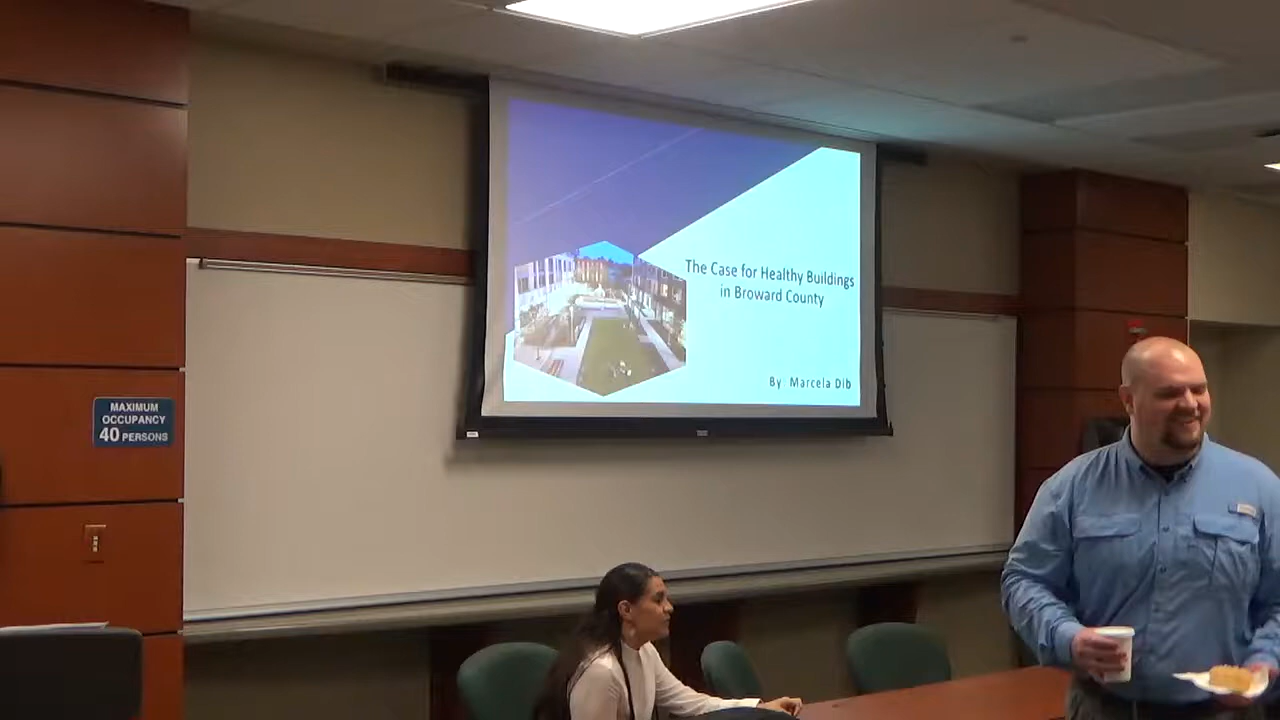 The Case for Healthy Buildings
in Broward County
By Marcela Dib
MAXIMUM
OCCUPANCY
40 PERSONS